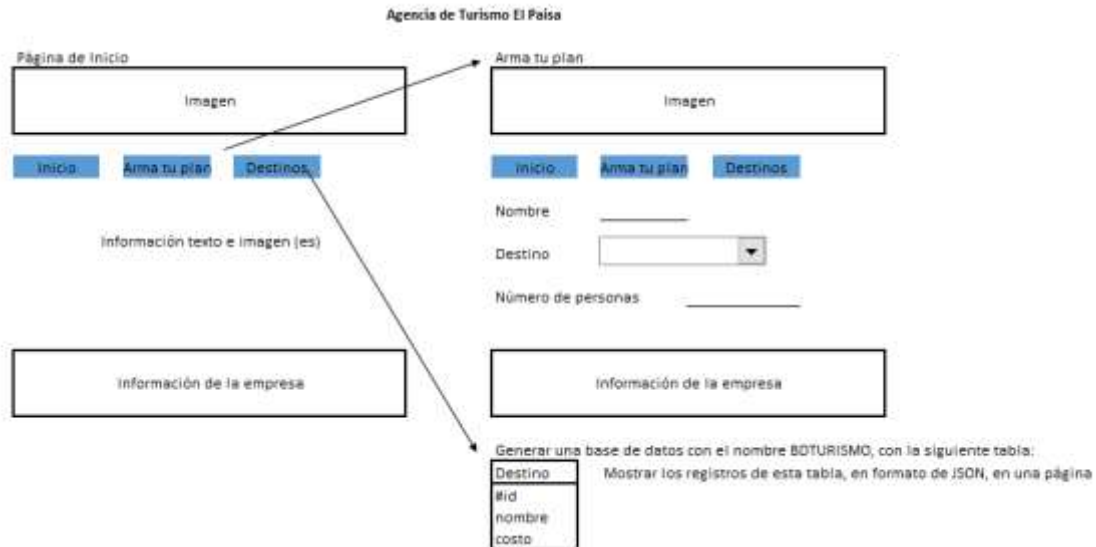 Agencia de Turismo El Paisa
Página de Inicio
Imagen
Inicio
Arma tu plan
Destinos
Información texto e imagen (es)
Información de la empresa
Arma tu plan
Imagen
Inicio
Arma tu plan
Destinos
Nombre
Destino
Número de personas
Información de la empresa
Generar una base de datos con el nombre BDTURISMO, con la siguiente tabla:
Destino
#id
nombre
costo
Mostrar los registros de esta tabla, en formato de JSON, en una página